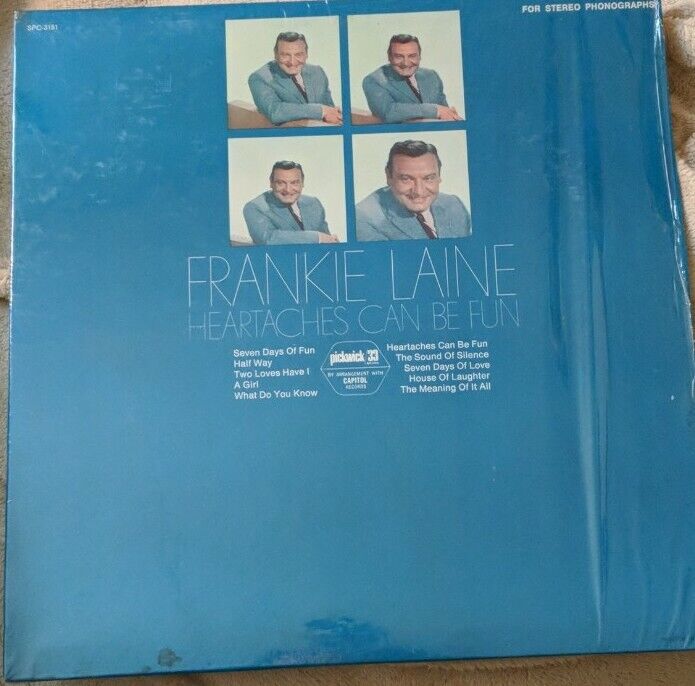 SPC-3181
FOR STEREO PHONOGRAPHS
FRANKIE LAINE
HEARTACHES CAN BE FUN
Seven Days Of Fun
Half Way
Two Loves Have I
A Girl
What Do You Know
pickwick/33
BY ARRANGEMENT WITH
CAPITOL
RECORDS
Heartaches Can Be Fun
The Sound Of Silence
Seven Days Of Love
House Of Laughter
The Meaning Of It All